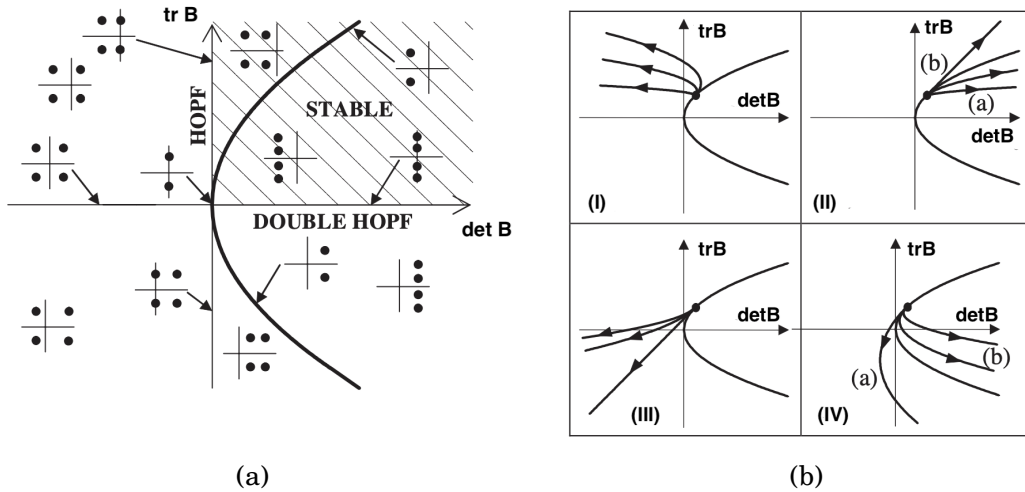 tr B
HOPF
STABLE
DOUBLE HOPF
det B
(a)
trB
detB
(I)
trB
(b)
(a)
detB
(II)
trB
detB
(III)
trB
detB
(b)
(a)
(IV)
(b)